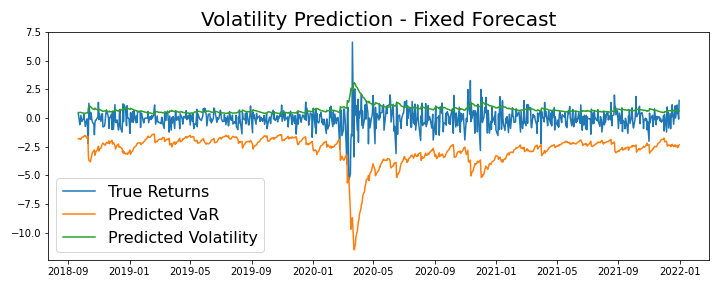 Volatility Prediction - Fixed Forecast
7.5
5.0
2.5
0.0
−2.5
−5.0
−7.5
−10.0
True Returns
Predicted VaR
Predicted Volatility
2018-09 2019-01 2019-05 2019-09 2020-01 2020-05 2020-09 2021-01 2021-05 2021-09 2022-01